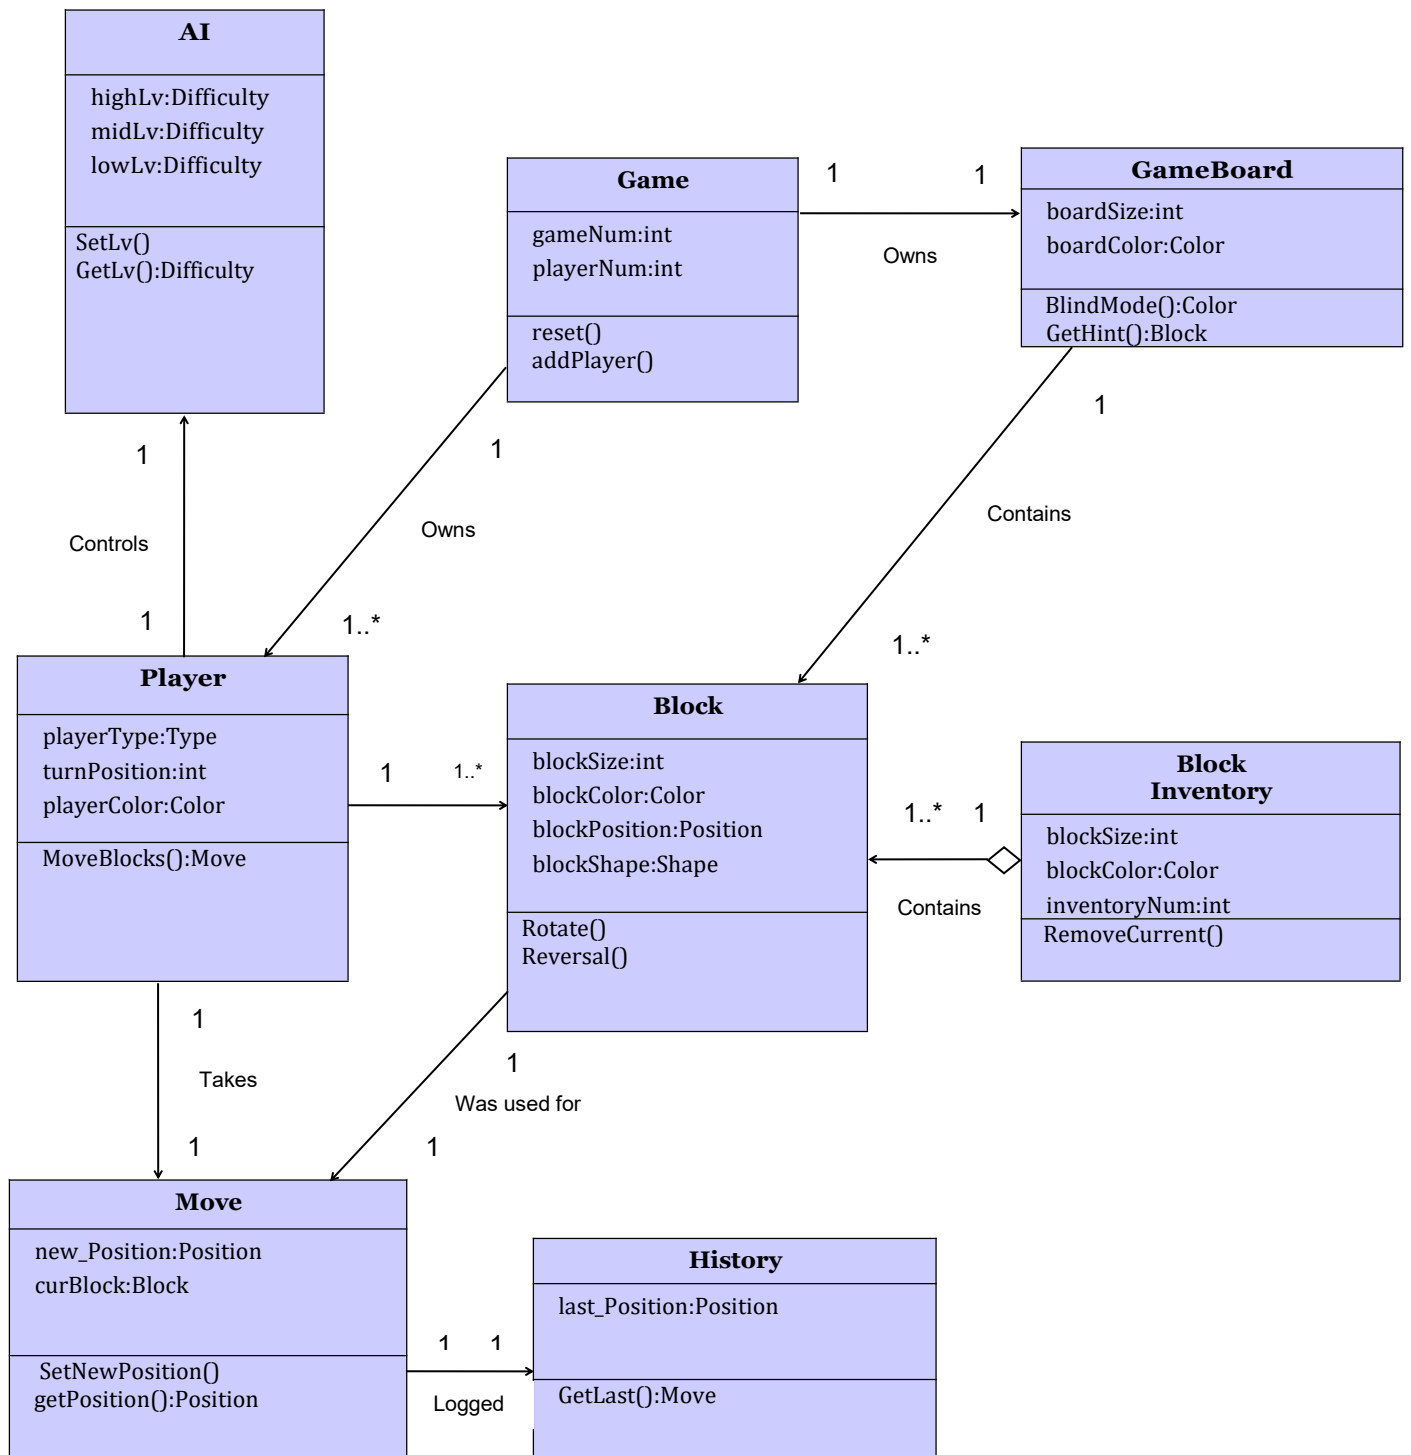 AI
highLv:Difficulty
midLv:Difficulty
lowLv:Difficulty
SetLv()
GetLv():Difficulty
Game
gameNum:int
playerNum:int
reset()
addPlayer()
1
1
Owns
GameBoard
boardSize:int
boardColor:Color
BlindMode():Color
GetHint():Block
1
Controls
1
1
Owns
1..*
1
Contains
1..*
Player
playerType:Type
turnPosition:int
playerColor:Color
MoveBlocks():Move
1
1..*
Block
blockSize:int
blockColor:Color
blockPosition:Position
blockShape:Shape
Rotate()
Reversal()
1..*
1
Contains
Block
Inventory
blockSize:int
blockColor:Color
inventoryNum:int
RemoveCurrent()
1
Takes
1
1
Was used for
1
Move
new_Position:Position
curBlock:Block
SetNewPosition()
getPosition():Position
1
1
Logged
History
last_Position:Position
GetLast():Move